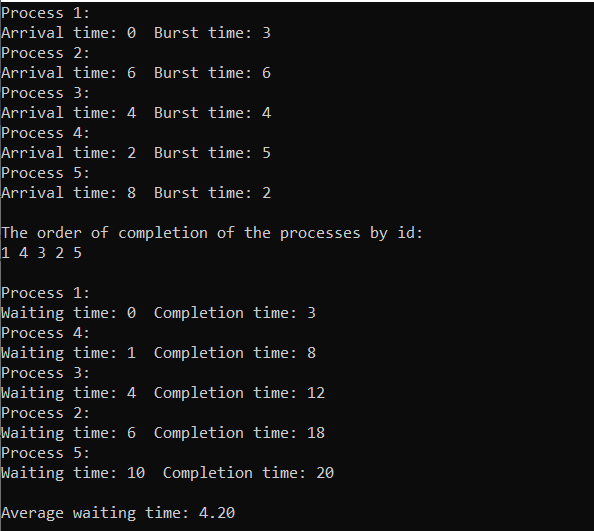 Process 1:
Arrival time: 0  Burst time: 3
Process 2:
Arrival time: 6  Burst time: 6
Process 3:
Arrival time: 4  Burst time: 4
Process 4:
Arrival time: 2  Burst time: 5
Process 5:
Arrival time: 8  Burst time: 2
The order of completion of the processes by id:
1 4 3 2 5
Process 1:
Waiting time: 0  Completion time: 3
Process 4:
Waiting time: 1  Completion time: 8
Process 3:
Waiting time: 4  Completion time: 12
Process 2:
Waiting time: 6  Completion time: 18
Process 5:
Waiting time: 10  Completion time: 20
Average waiting time: 4.20